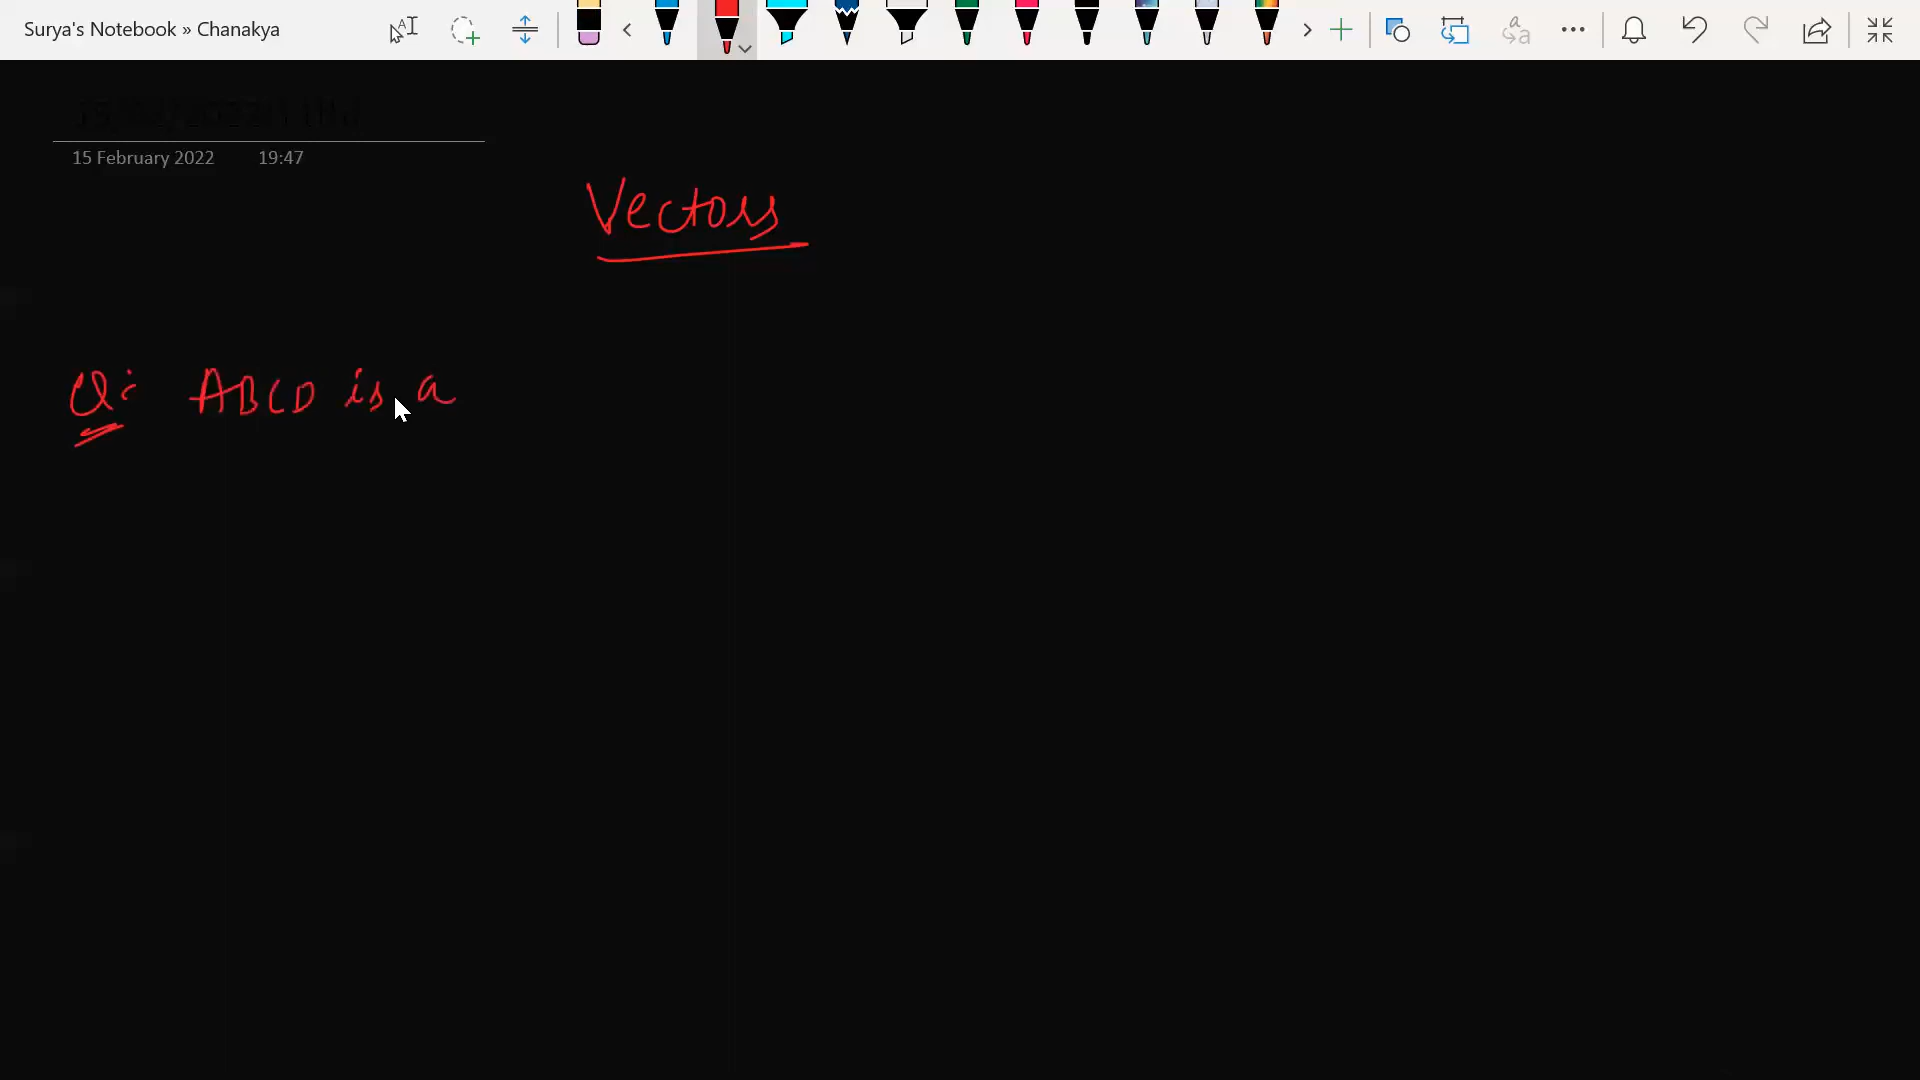 Surya's Notebook » Chanakya
15 February 2022 19:47
Vectors
Q: ABCD is a